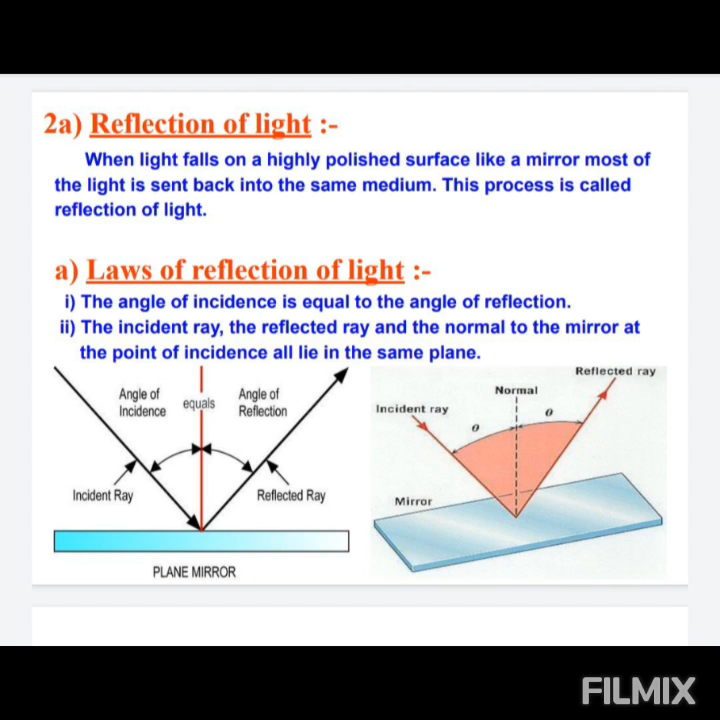 2a) Reflection of light :-
When light falls on a highly polished surface like a mirror most of
the light is sent back into the same medium. This process is called
reflection of light.
a) Laws of reflection of light :-
i) The angle of incidence is equal to the angle of reflection.
ii) The incident ray, the reflected ray and the normal to the mirror at
the point of incidence all lie in the same plane.
Angle of
Incidence
equals
Angle of
Reflection
Incident Ray
Reflected Ray
PLANE MIRROR
Reflected ray
Normal
Incident ray
θ
θ
Mirror
FILMIX